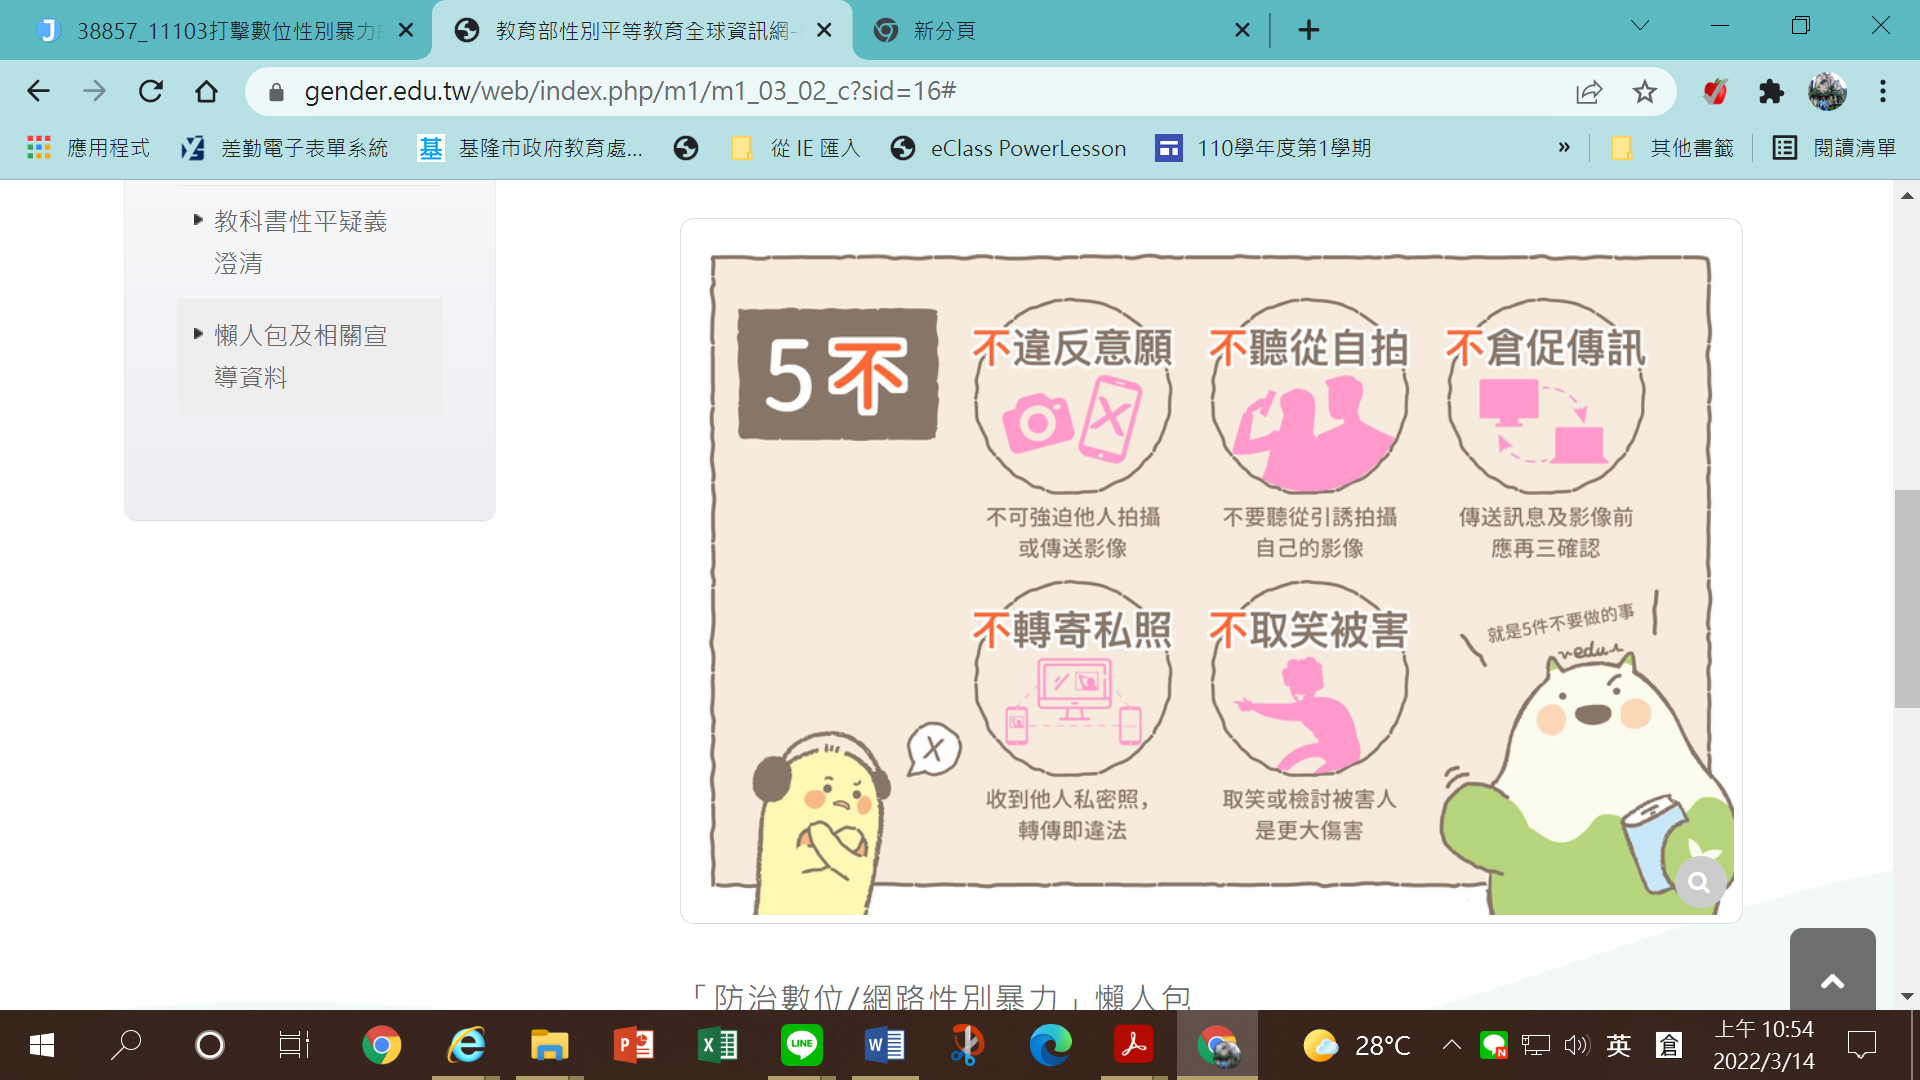 38857_11103打擊數位性別暴力
教育部性別平等教育全球資訊網-
新分頁
gender.edu.tw/web/index.php/m1/m1_03_02_c?sid=16#
應用程式
差勤電子表單系統
基
基隆市政府教育處...
從 IE 匯入
eClass PowerLesson
110學年度第1學期
»
其他書籤
閱讀清單
教科書性平疑義
澄清
懶人包及相關宣
導資料
5不
不違反意願
不聽從自拍
不倉促傳訊
不可強迫他人拍攝
或傳送影像
不要聽從引誘拍攝
自己的影像
傳送訊息及影像前
應再三確認
不轉寄私照
不取笑被害
就是5件不要做的事
edu
X
收到他人私密照,
轉傳即違法
取笑或檢討被害人
是更大傷害
「防治數位/網路性別暴力」懶人包
28°C
英
倉
上午 10:54
2022/3/14
LINE